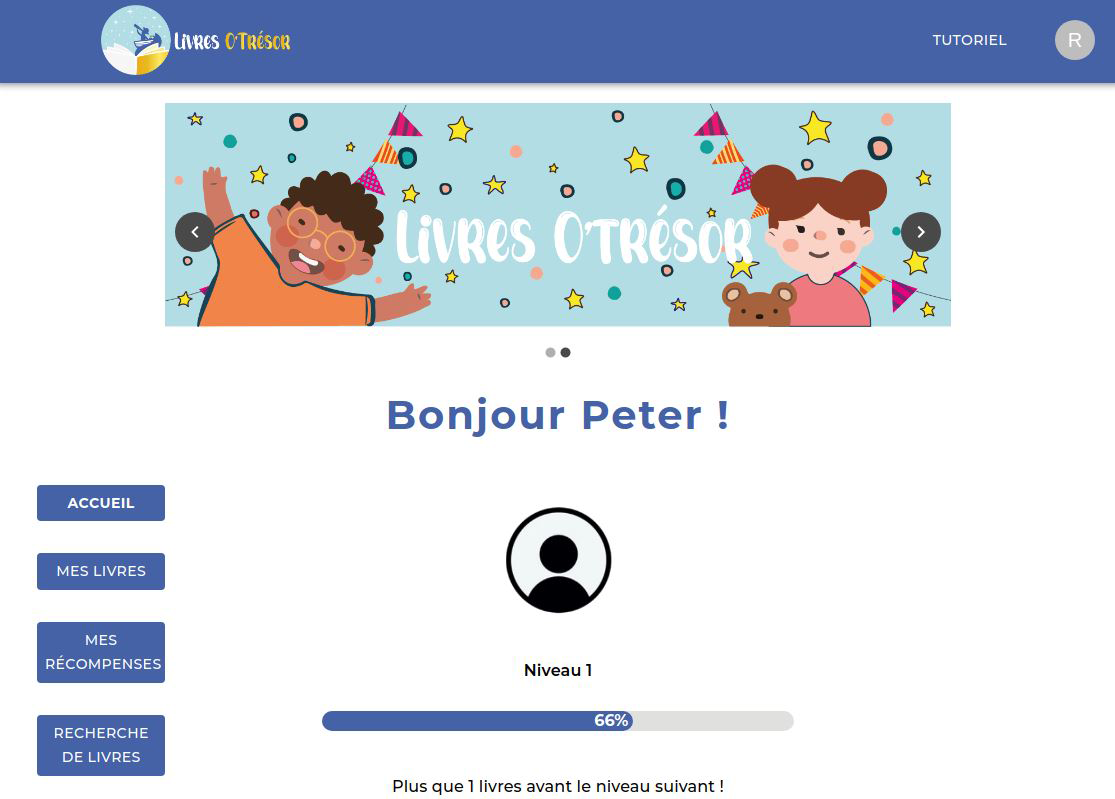 Livres O'Trésor
TUTORIEL
R
Livres O'Trésor
Bonjour Peter !
ACCUEIL
MES LIVRES
MES
RÉCOMPENSES
RECHERCHE
DE LIVRES
Niveau 1
66%
Plus que 1 livres avant le niveau suivant !